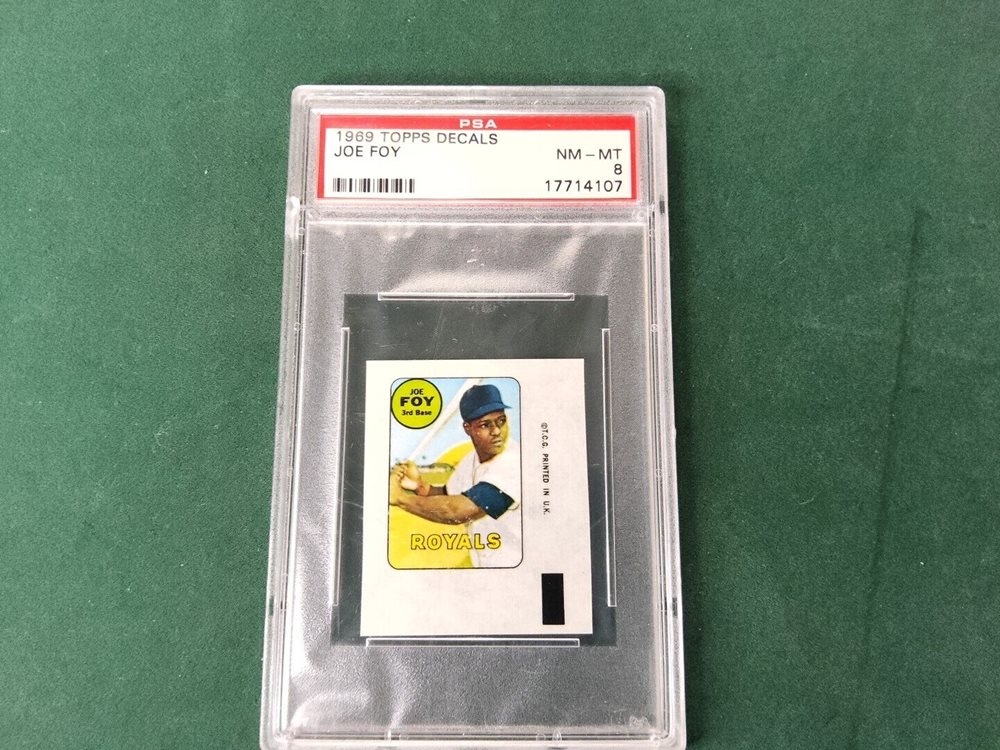 PSA
1969 TOPPS DECALS
JOE FOY
NM – MT
8
17714107
JOE
FOY
3rd Base
ROYALS
©T.C.G. PRINTED IN U.K.